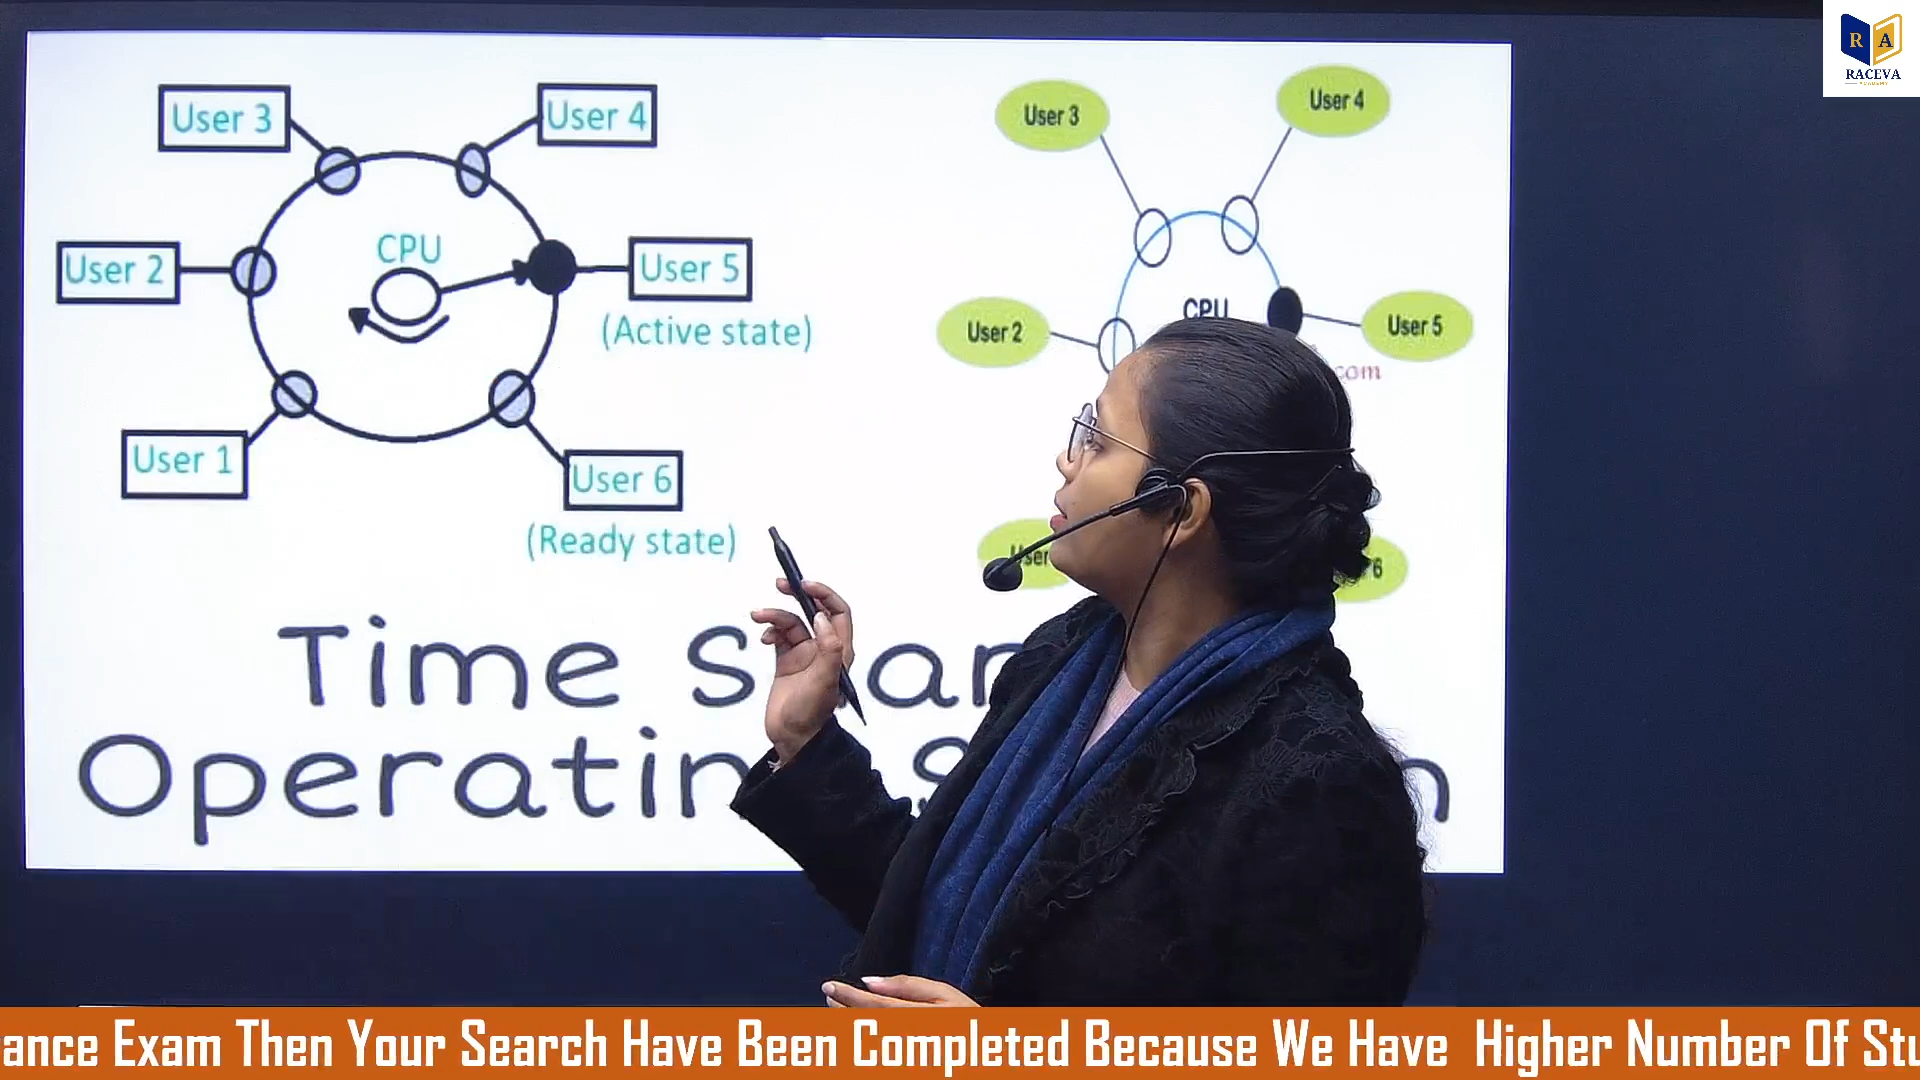 R A
RACEVA
ACADEMY
User 3
User 4
User 2
CPU
User 5
(Active state)
User 1
User 6
(Ready state)
User 3
User 4
User 2
CPU
User 5
com
User
6
Time
Operating
ance Exam Then Your Search Have Been Completed Because We Have Higher Number Of Stu